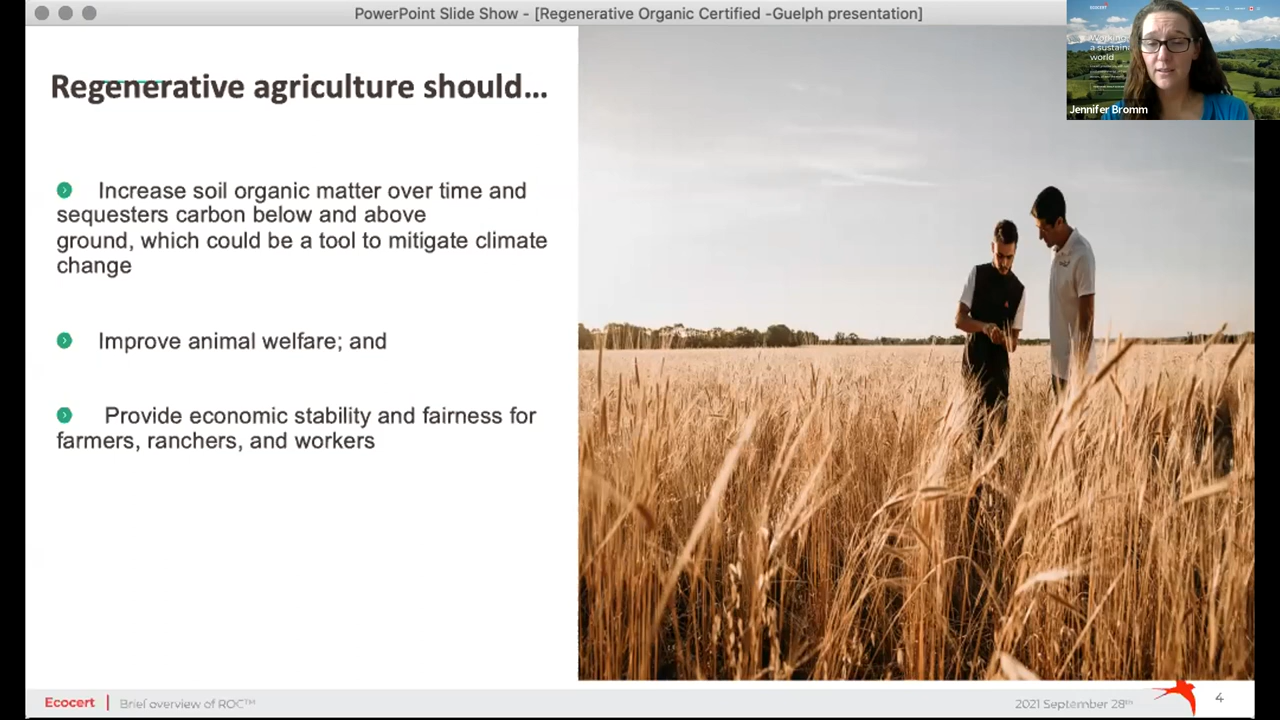 PowerPoint Slide Show - [Regenerative Organic Certified -Guelph presentation]
Regenerative agriculture should...
Increase soil organic matter over time and
sequesters carbon below and above
ground, which could be a tool to mitigate climate
change
Improve animal welfare; and
Provide economic stability and fairness for
farmers, ranchers, and workers
Working
a sustain
world
Jennifer Bromm
Ecocert
Brief overview of ROC™
2021 September 28th
4